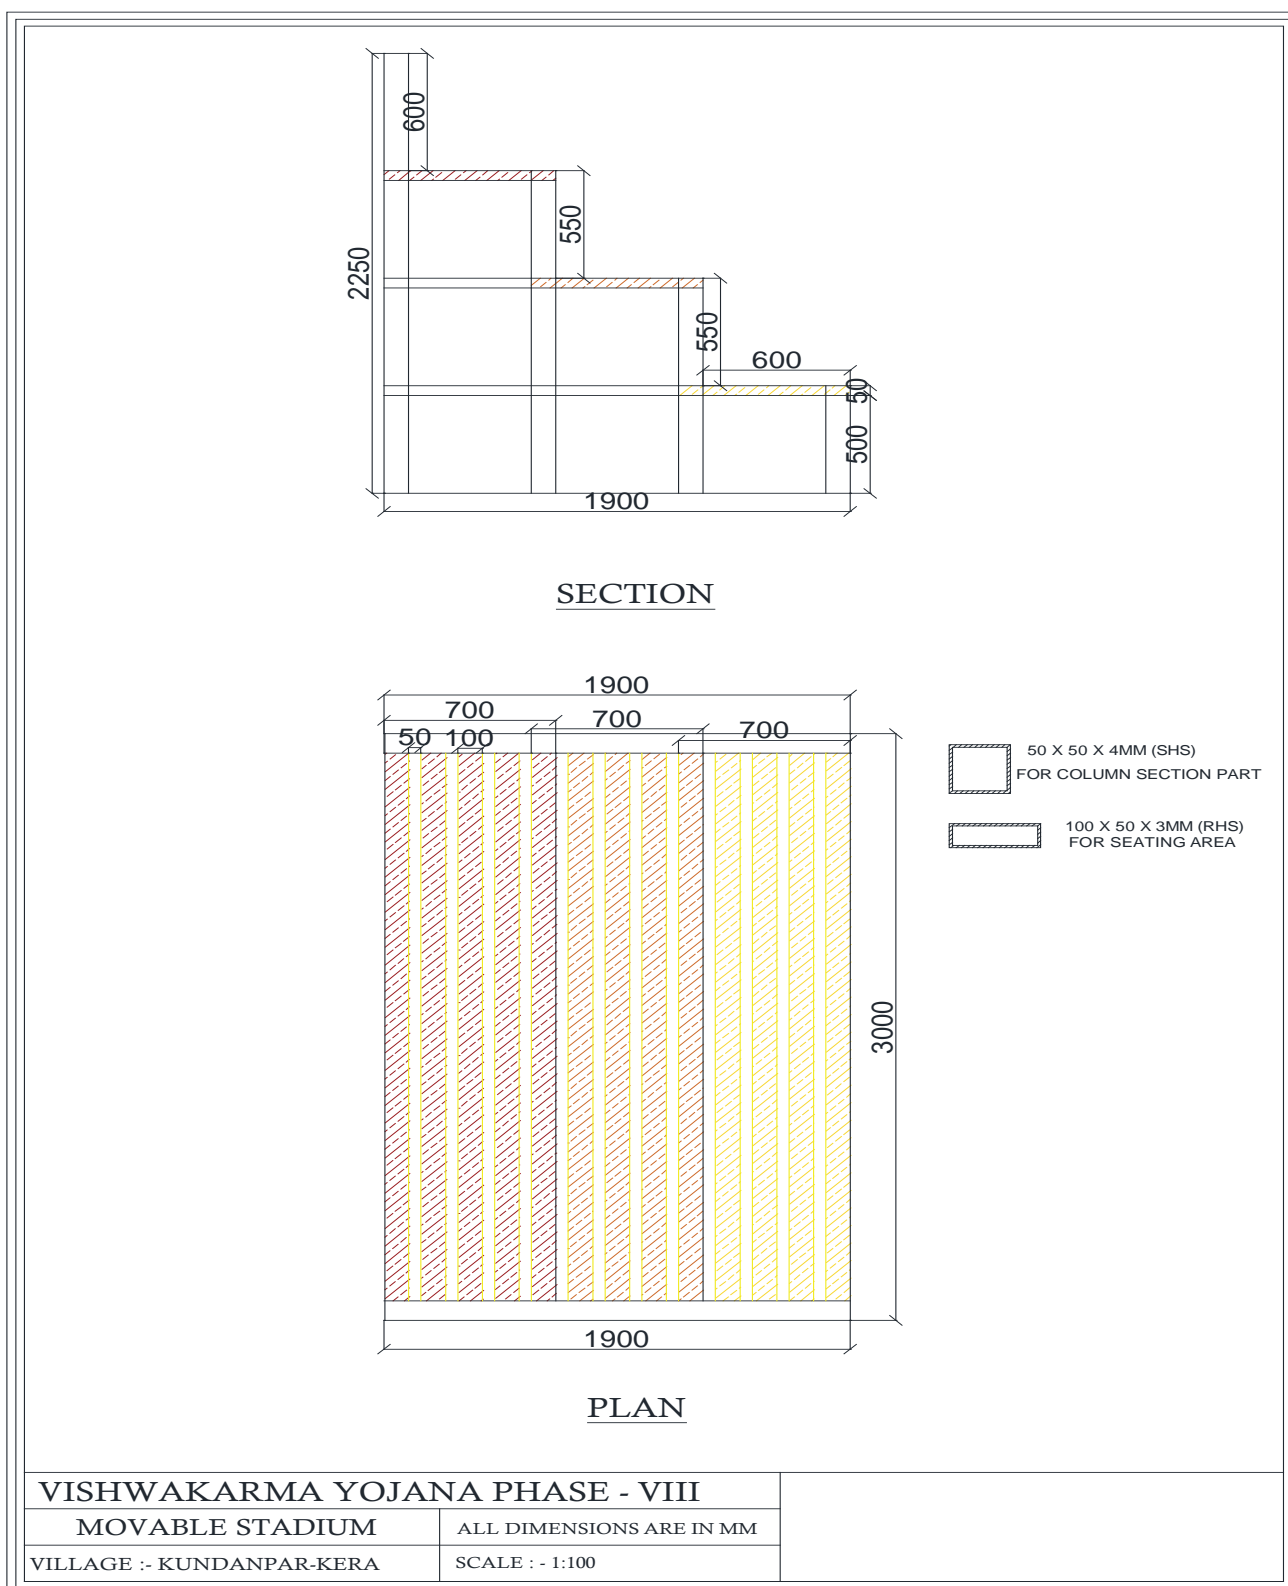 600
550
2250
550
600
50
500
1900
SECTION
1900
700
700
700
50
100
50 X 50 X 4MM (SHS)
FOR COLUMN SECTION PART
100 X 50 X 3MM (RHS)
FOR SEATING AREA
3000
1900
PLAN
VISHWAKARMA YOJANA PHASE - VIII
MOVABLE STADIUM
ALL DIMENSIONS ARE IN MM
VILLAGE :- KUNDANPAR-KERA
SCALE : - 1:100